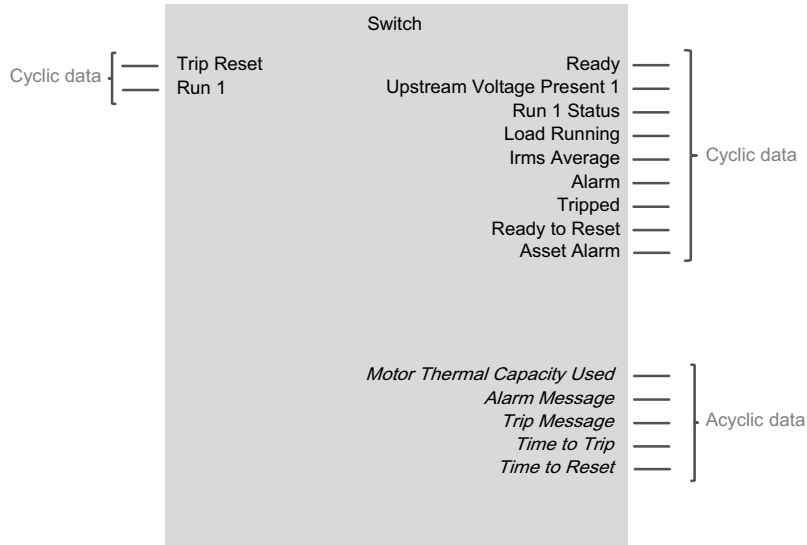 Switch
Cyclic data
Trip Reset
Run 1
Ready
Upstream Voltage Present 1
Run 1 Status
Load Running
Irms Average
Alarm
Tripped
Ready to Reset
Asset Alarm
Cyclic data
Motor Thermal Capacity Used
Alarm Message
Trip Message
Time to Trip
Time to Reset
Acyclic data